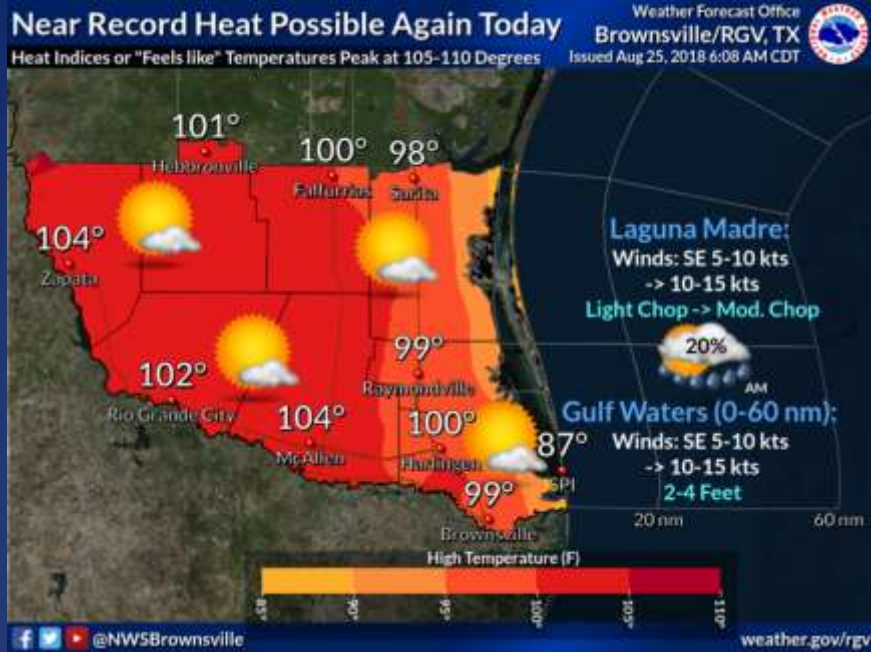 Near Record Heat Possible Again Today
Heat Indices or "Feels like" Temperatures Peak at 105-110 Degrees
Weather Forecast Office
Brownsville/RGV, TX
Issued Aug 25, 2018 6:08 AM CDT
101°
Hebbronville
100°
Falfurrias
98°
Sarita
104°
Zapata
Laguna Madre:
Winds: SE 5-10 kts
-> 10-15 kts
Light Chop -> Mod. Chop
20%
AM
99°
Raymondville
102°
Rio Grande City
104°
McAllen
100°
Harlingen
87°
SPI
99°
Brownsville
Gulf Waters (0-60 nm):
Winds: SE 5-10 kts
-> 10-15 kts
2-4 Feet
20 nm
60 nm
High Temperature (F)
85° 90° 95° 100° 105° 110°
@NWSBrownsville
weather.gov/rgv